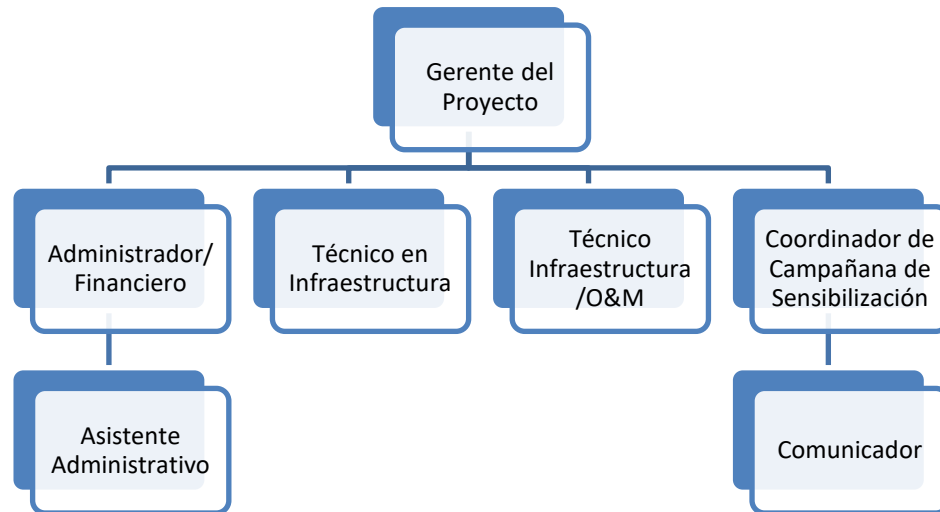 Gerente del
Proyecto
Administrador/
Financiero
Técnico en
Infraestructura
Técnico
Infraestructura
/O&M
Coordinador de
Campañana de
Sensibilización
Asistente
Administrativo
Comunicador